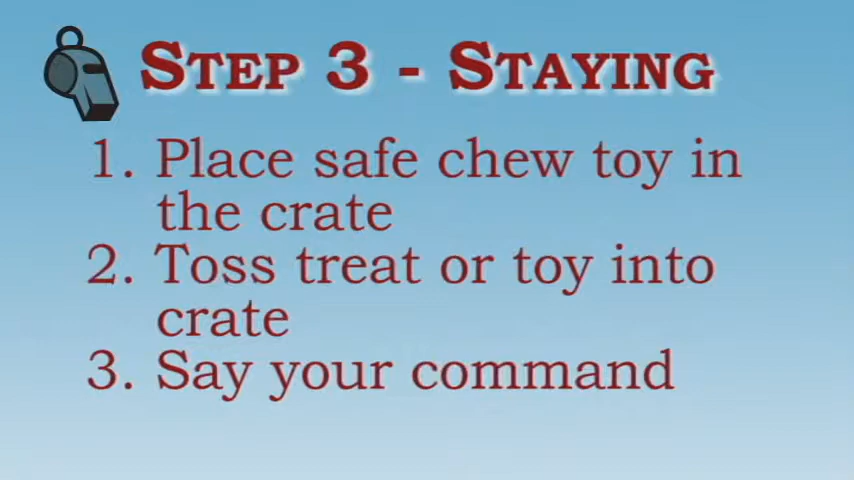 Step 3 - Staying
1. Place safe chew toy in
the crate
2. Toss treat or toy into
crate
3. Say your command